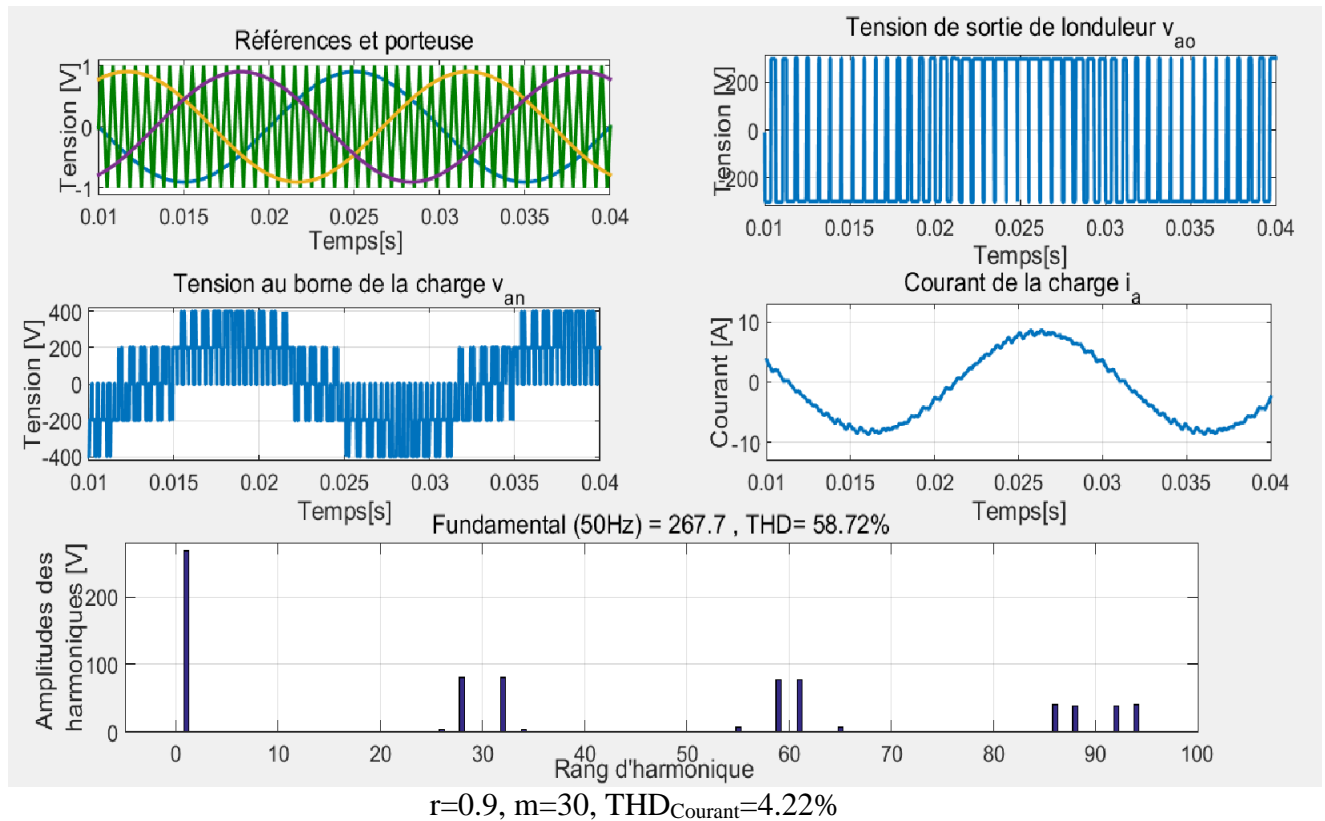 Références et porteuse
Tension [V]
1
0
-1
0.01 0.015 0.02 0.025 0.03 0.035 0.04
Temps[s]
Tension de sortie de londuleur v
ao
Tension [V]
200
0
-200
0.01 0.015 0.02 0.025 0.03 0.035 0.04
Temps[s]
Tension au borne de la charge v
an
Tension [V]
400
200
0
-200
-400
0.01 0.015 0.02 0.025 0.03 0.035 0.04
Temps[s]
Courant de la charge i
a
Courant [A]
10
0
-10
0.01 0.015 0.02 0.025 0.03 0.035 0.04
Temps[s]
Fundamental (50Hz) = 267.7 , THD= 58.72%
Amplitudes des
harmoniques [V]
200
100
0
0 10 20 30 40 50 60 70 80 90 100
Rang d'harmonique
r=0.9, m=30, THDCourant=4.22%